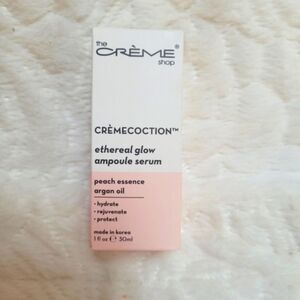 the
CRÈME®
shop
CRÈMECOCTION™
ethereal glow
ampoule serum
peach essence
argan oil
• hydrate
• rejuvenate
• protect
made in korea
1 fl oz ℮ 30ml